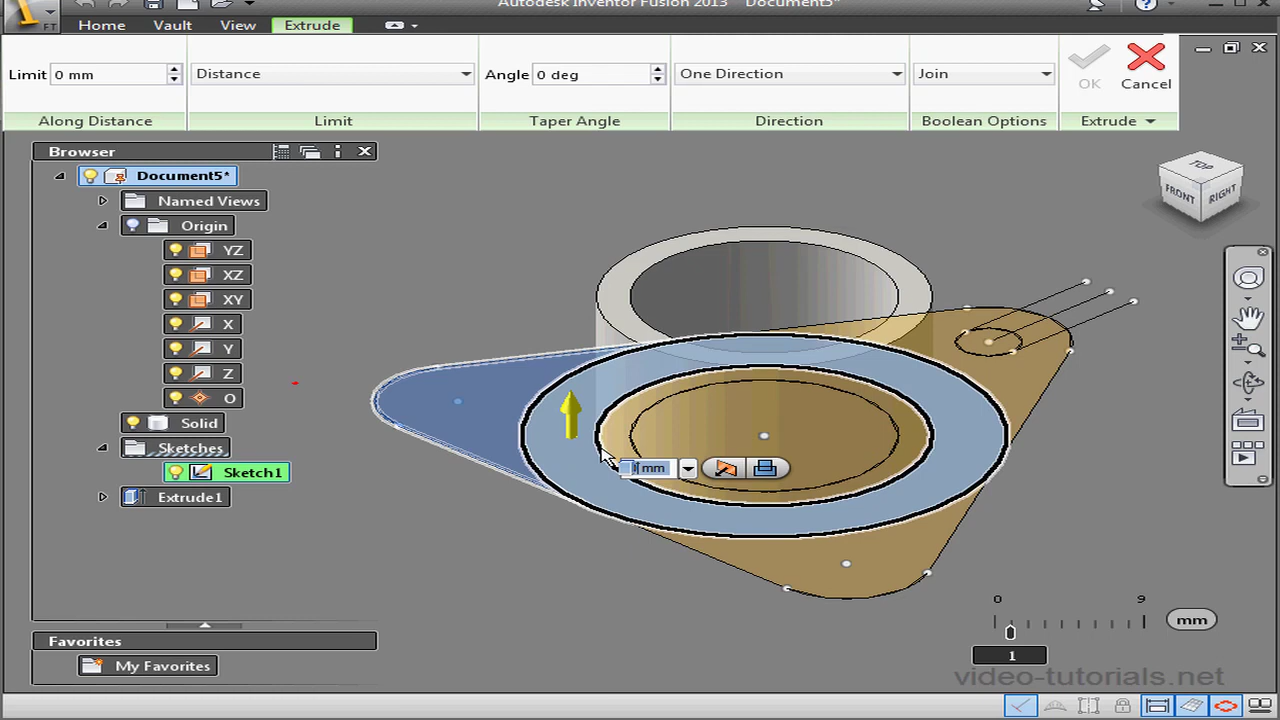 Autodesk Inventor Fusion 2013 Document5*
FT
Home Vault View Extrude
Limit 0 mm Distance Angle 0 deg One Direction Join OK Cancel
Along Distance Limit Taper Angle Direction Boolean Options Extrude
Browser
Document5*
Named Views
Origin
YZ
XZ
XY
X
Y
Z
O
Solid
Sketches
Sketch1
Extrude1
TOP
FRONT RIGHT
mm
0 9
mm
1
Favorites
My Favorites
video-tutorials.net